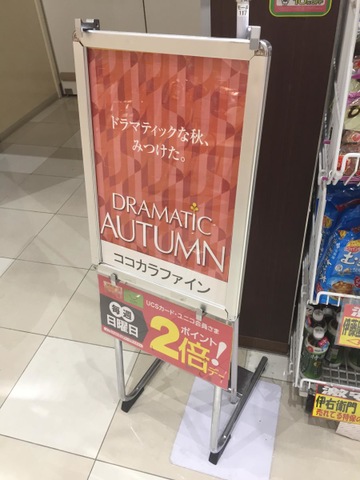 ドラマティックな秋、
みつけた。
DRAMATIC
AUTUMN
ココカラファイン
毎週
日曜日
UCSカード・ユニコ会員さま
ポイント
2倍!
デー
伊右衛門